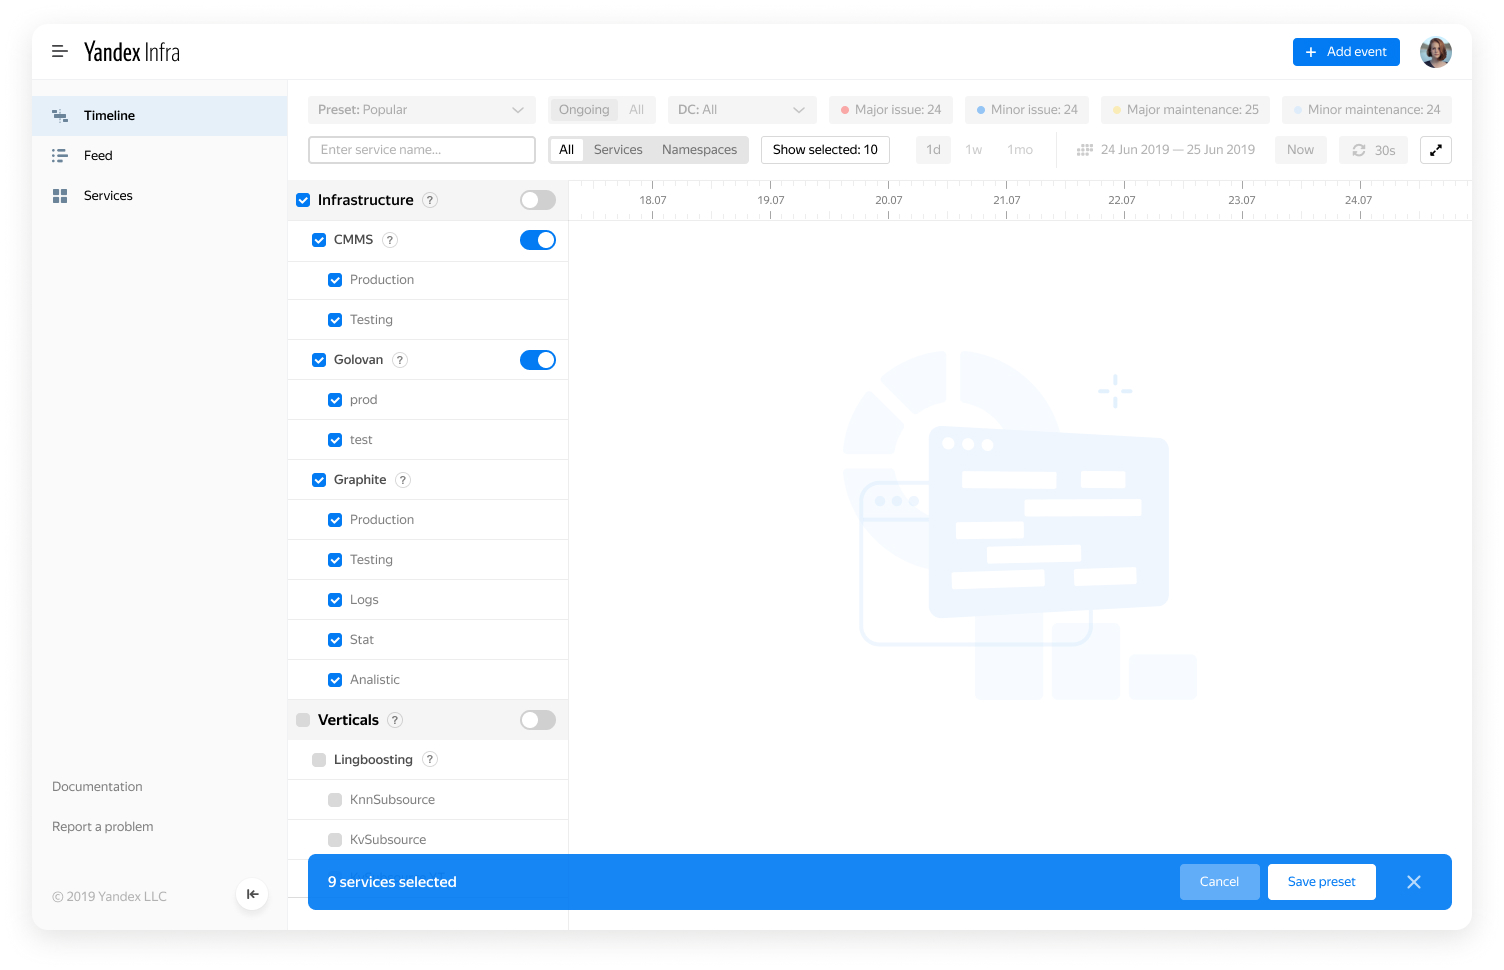 Yandex Infra
Add event
Timeline
Feed
Services
Documentation
Report a problem
© 2019 Yandex LLC
Preset: Popular
Ongoing All
DC: All
Major issue: 24
Minor issue: 24
Major maintenance: 25
Minor maintenance: 24
Enter service name...
All Services Namespaces
Show selected: 10
1d 1w 1mo
24 Jun 2019 — 25 Jun 2019
Now
30s
18.07 19.07 20.07 21.07 22.07 23.07 24.07
Infrastructure ?
CMMS ?
Production
Testing
Golovan ?
prod
test
Graphite ?
Production
Testing
Logs
Stat
Analistic
Verticals ?
Lingboosting ?
KnnSubsource
KvSubsource
9 services selected
Cancel
Save preset